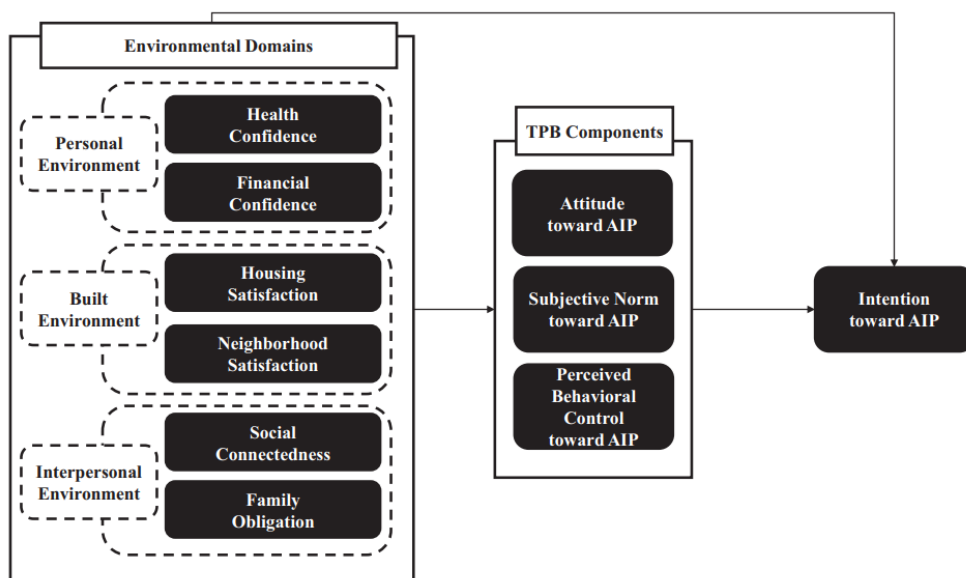 Environmental Domains
Personal
Environment
Health
Confidence
Financial
Confidence
Built
Environment
Housing
Satisfaction
Neighborhood
Satisfaction
Interpersonal
Environment
Social
Connectedness
Family
Obligation
TPB Components
Attitude
toward AIP
Subjective Norm
toward AIP
Perceived
Behavioral
Control
toward AIP
Intention
toward AIP